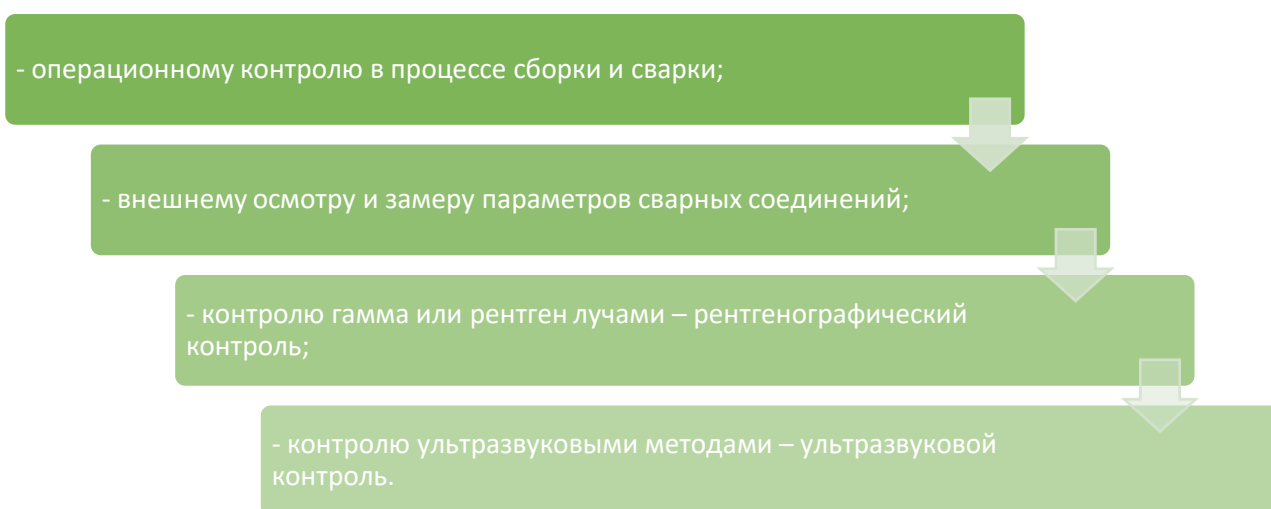 - операционному контролю в процессе сборки и сварки;
- внешнему осмотру и замеру параметров сварных соединений;
- контролю гамма или рентген лучами – рентгенографический
контроль;
- контролю ультразвуковыми методами – ультразвуковой
контроль.